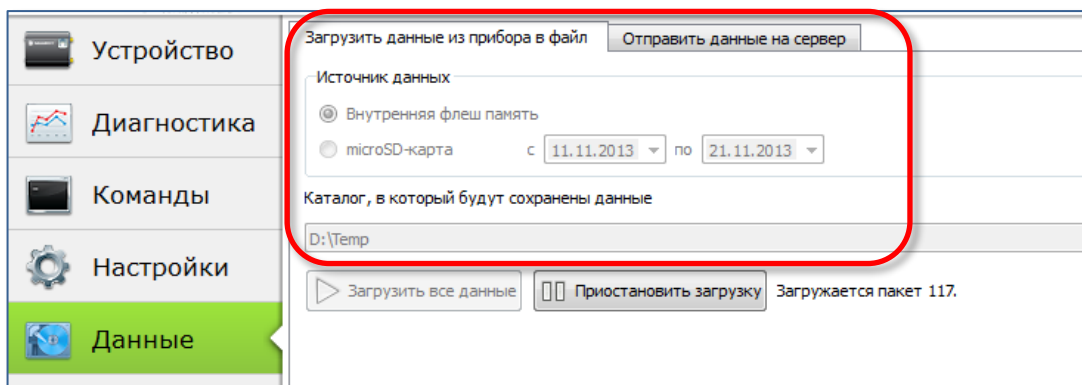 Устройство
Диагностика
Команды
Настройки
Данные
Загрузить данные из прибора в файл
Отправить данные на сервер
Источник данных
Внутренняя флеш память
microSD-карта с 11.11.2013 по 21.11.2013
Каталог, в который будут сохранены данные
D:\Temp
Загрузить все данные Приостановить загрузку Загружается пакет 117.